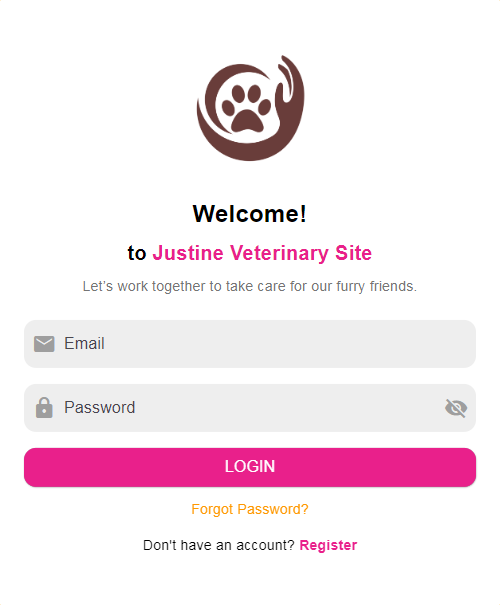 Welcome!
to Justine Veterinary Site
Let's work together to take care for our furry friends.
Email
Password
LOGIN
Forgot Password?
Don't have an account? Register